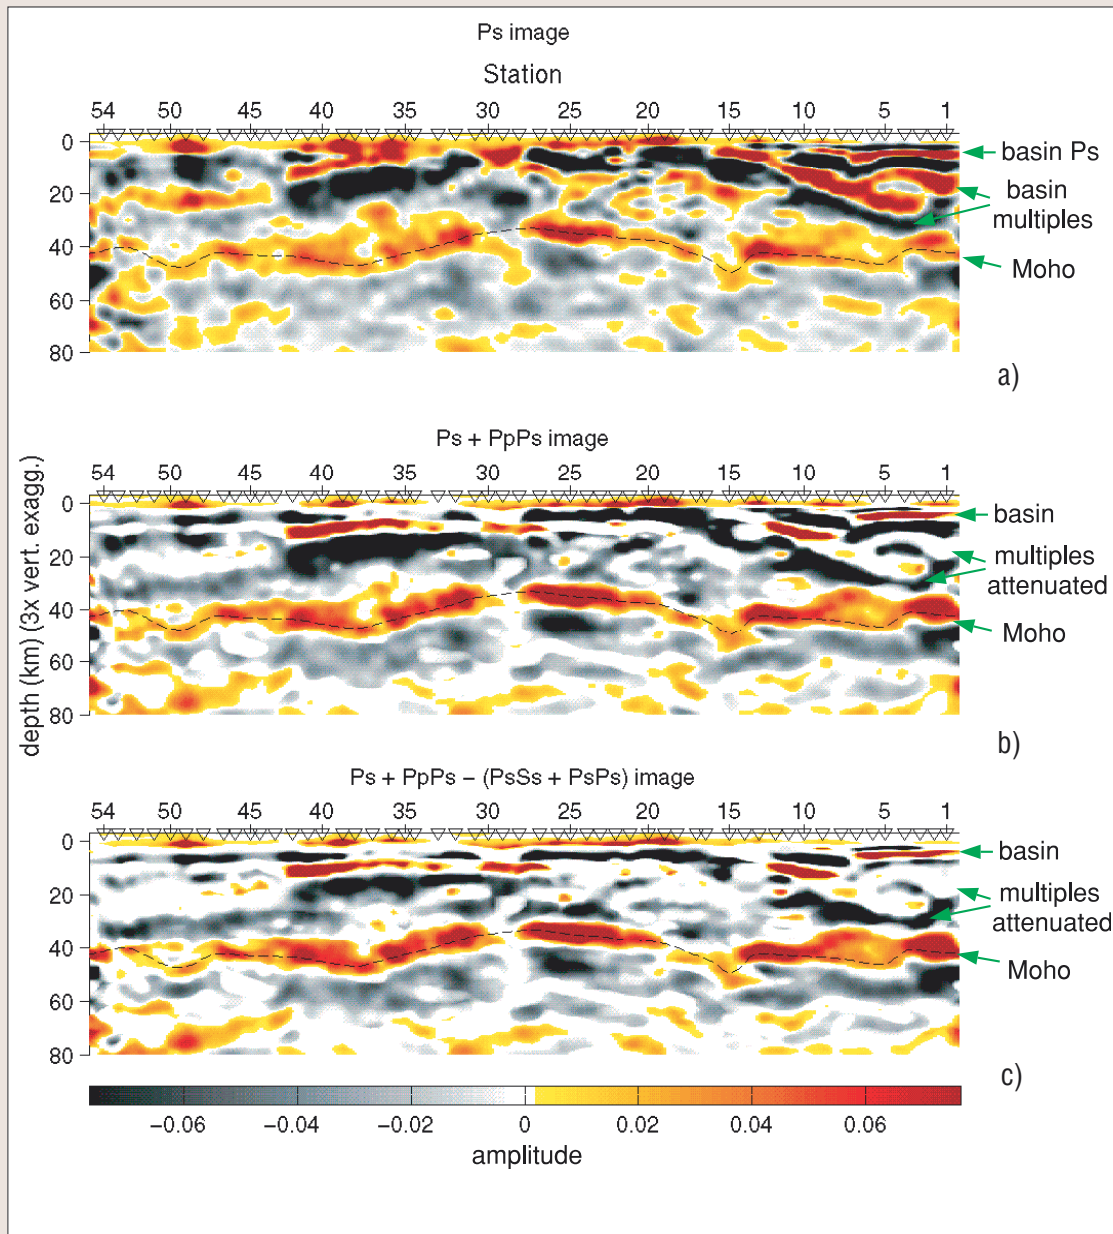 Ps image
Station
54 50 45 40 35 30 25 20 15 10 5 1
0
20
40
60
80
basin Ps
basin
multiples
Moho
a)
Ps + PpPs image
54 50 45 40 35 30 25 20 15 10 5 1
depth (km) (3x vert. exagg.)
0
20
40
60
80
basin
multiples
attenuated
Moho
b)
Ps + PpPs − (PsSs + PsPs) image
54 50 45 40 35 30 25 20 15 10 5 1
0
20
40
60
80
basin
multiples
attenuated
Moho
c)
−0.06 −0.04 −0.02 0 0.02 0.04 0.06
amplitude